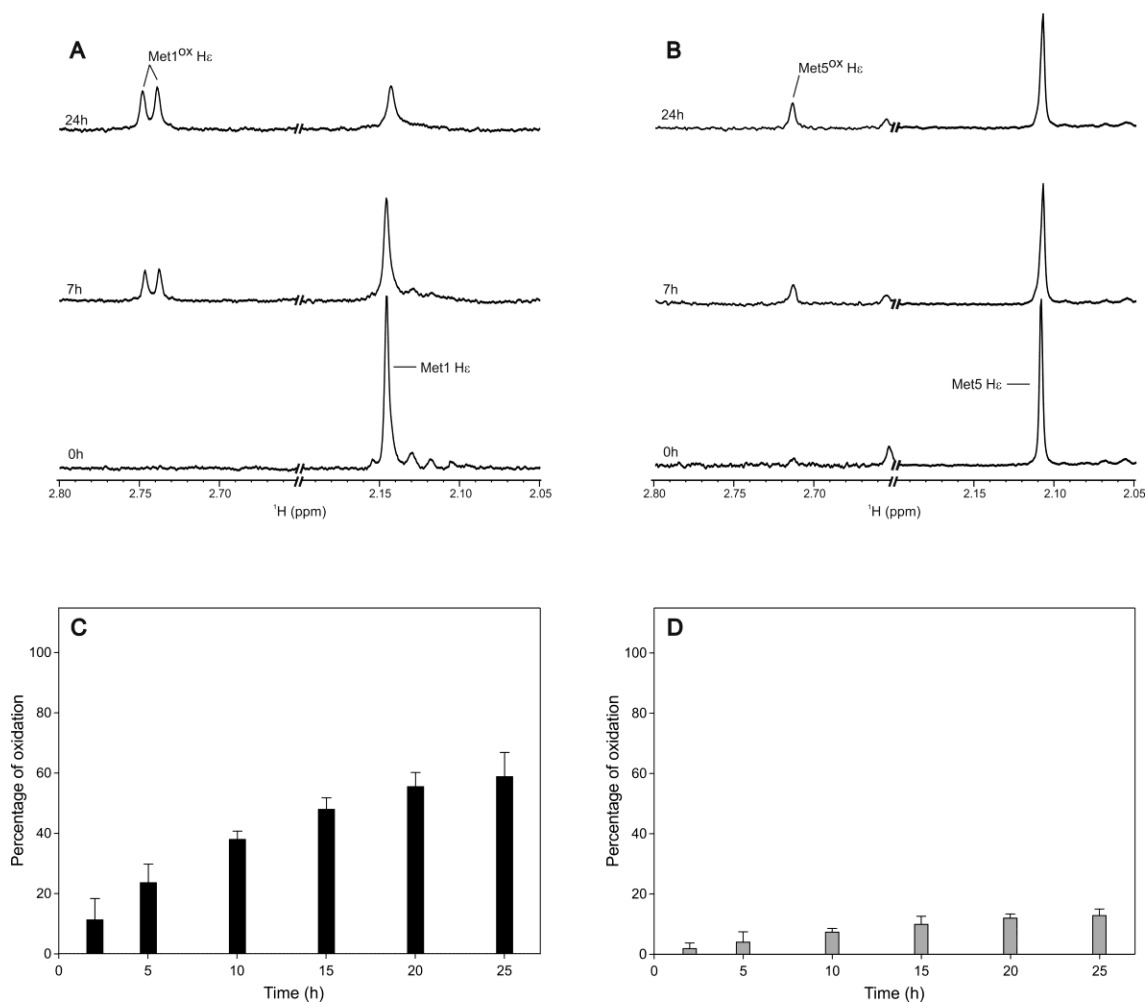 A
Met1ox Hε
24h
7h
Met1 Hε
0h
2.80 2.75 2.70 2.15 2.10 2.05
1H (ppm)
B
Met5ox Hε
24h
7h
Met5 Hε
0h
2.80 2.70 2.15 2.10 2.05
1H (ppm)
C
Percentage of oxidation
100
80
60
40
20
0
0 5 10 15 20 25
Time (h)
D
Percentage of oxidation
100
80
60
40
20
0
0 5 10 15 20 25
Time (h)